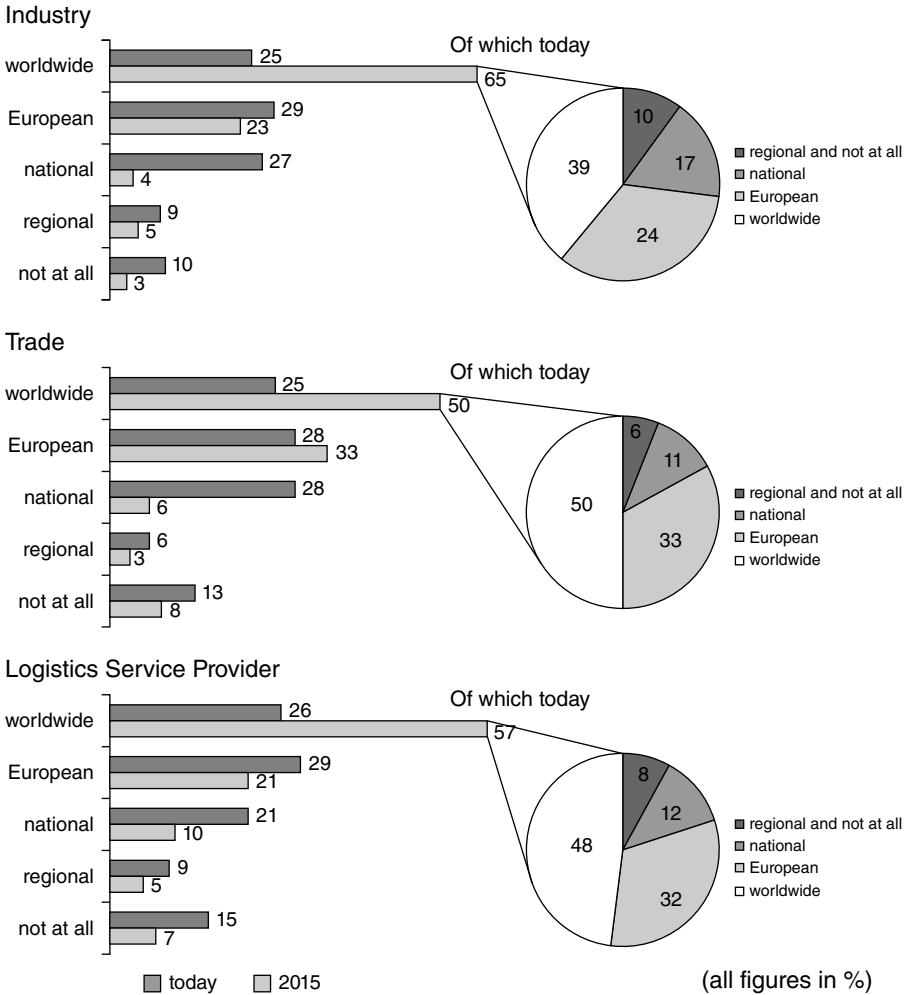 Industry
Of which today
worldwide
25
65
European
29
23
national
27
4
regional
9
5
not at all
10
3
10
17
24
39
regional and not at all
national
European
worldwide
Trade
Of which today
worldwide
25
50
European
28
33
national
28
6
regional
6
3
not at all
13
8
6
11
33
50
regional and not at all
national
European
worldwide
Logistics Service Provider
Of which today
worldwide
26
57
European
29
21
national
21
10
regional
9
5
not at all
15
7
8
12
32
48
regional and not at all
national
European
worldwide
today 2015
(all figures in %)